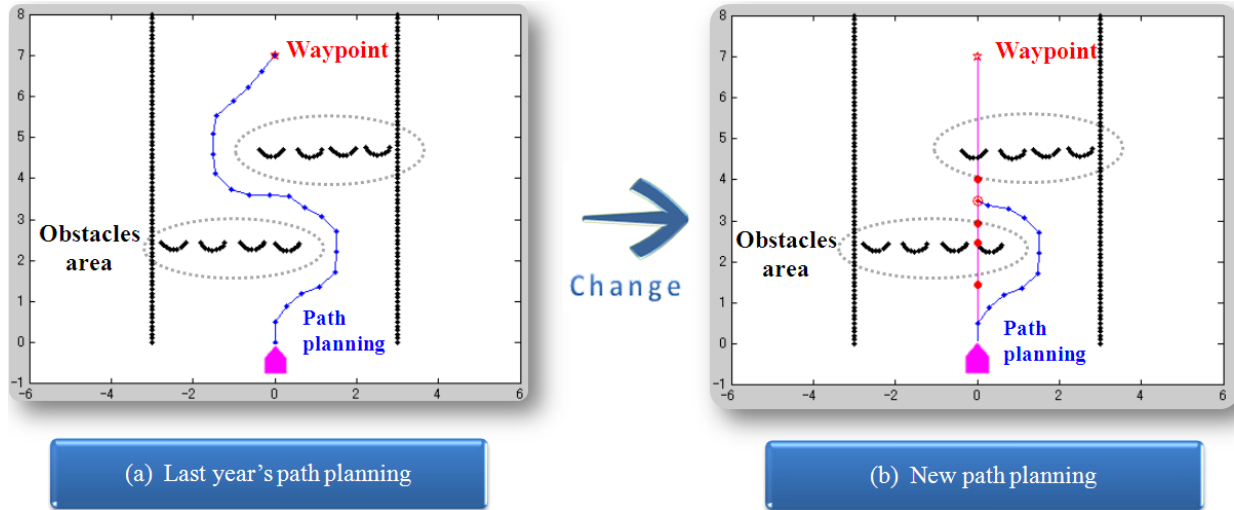 8
7
6
5
4
3
2
1
0
-1
-6
-4
-2
0
2
4
6
Waypoint
Obstacles
area
Path
planning
(a) Last year's path planning
Change
8
7
6
5
4
3
2
1
0
-1
-6
-4
-2
0
2
4
6
Waypoint
Obstacles
area
Path
planning
(b) New path planning